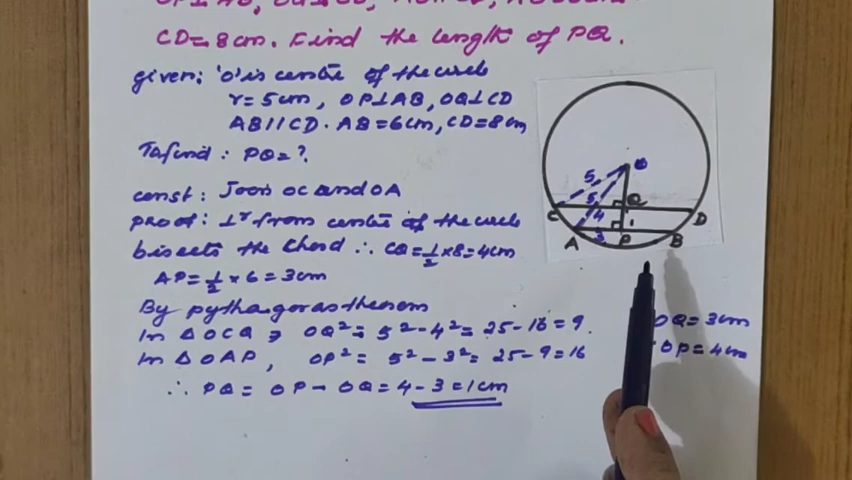 CD=8cm. Find the length of PQ.
given: 'O' is centre of the circle
r=5cm, OP⊥AB, OQ⊥CD
AB||CD. AB=6cm, CD=8cm
To find: PQ=?
const: Join OC and OA
proof: ⊥r from centre of the circle
bisects the chord ∴ CQ=1/2×8=4cm
AP=1/2×6=3cm
By pythagoras theorem
In △OCQ, OQ²=5²-4²=25-16=9. OQ=3cm
In △OAP, OP²=5²-3²=25-9=16 OP=4cm
∴ PQ=OP-OQ=4-3=1cm
O
5
5
Q
C 4 D
1
A 3 P B